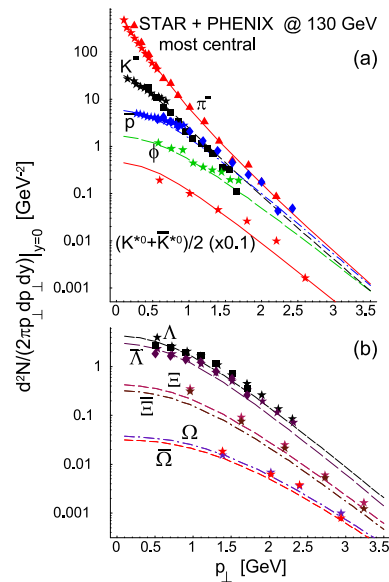 STAR + PHENIX @ 130 GeV
most central
(a)
100
10
1
0.1
0.01
0.001
K⁻
π⁻
p̅
ϕ
(K*⁰+K̅*⁰)/2 (x0.1)
0.5 1 1.5 2 2.5 3 3.5
d²N/(2πp⊥ dp⊥ dy)|y=0 [GeV⁻²]
(b)
1
0.1
0.01
0.001
Λ
Λ̅
Ξ
Ξ̅
Ω
Ω̅
0 0.5 1 1.5 2 2.5 3 3.5
p⊥ [GeV]